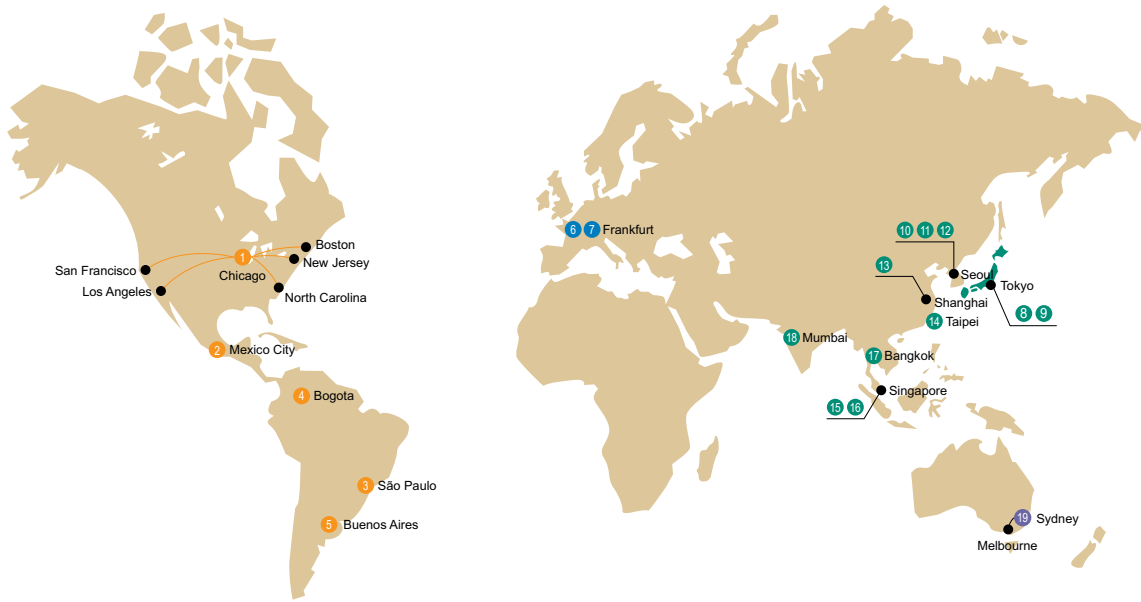 Boston
1
New Jersey
San Francisco
Chicago
Los Angeles
North Carolina
2
Mexico City
4
Bogota
3
São Paulo
5
Buenos Aires
6
7
Frankfurt
10
11
12
13
Seoul
Tokyo
Shanghai
8
9
14
Taipei
18
Mumbai
17
Bangkok
Singapore
15
16
19
Sydney
Melbourne